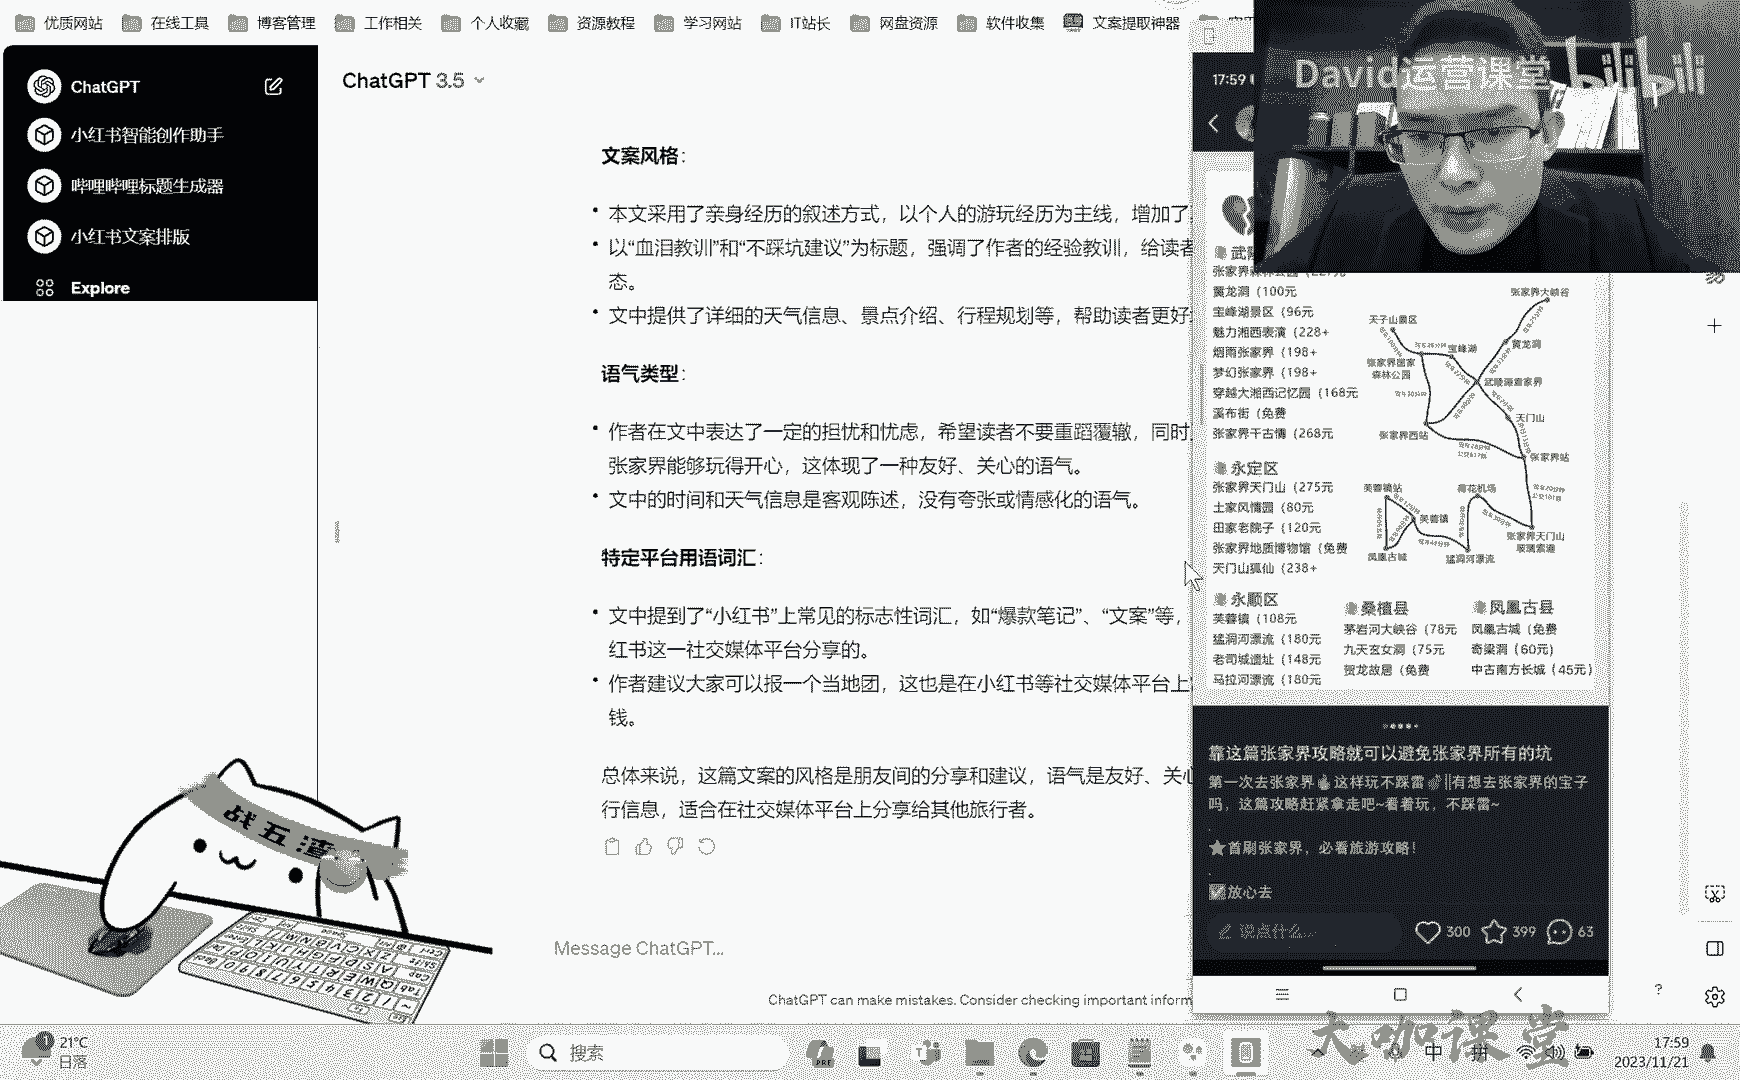 优质网站
在线工具
博客管理
工作相关
个人收藏
资源教程
学习网站
IT站长
网盘资源
软件收集
文案提取神器
ChatGPT
小红书智能创作助手
哔哩哔哩标题生成器
小红书文案排版
Explore
ChatGPT 3.5
文案风格：
本文采用了亲身经历的叙述方式，以个人的游玩经历为主线，增加了
以“血泪教训”和“不踩坑建议”为标题，强调了作者的经验教训，给读者
态。
文中提供了详细的天气信息、景点介绍、行程规划等，帮助读者更好
语气类型：
作者在文中表达了一定的担忧和忧虑，希望读者不要重蹈覆辙，同时
张家界能够玩得开心，这体现了一种友好、关心的语气。
文中的时间和天气信息是客观陈述，没有夸张或情感化的语气。
特定平台用语词汇：
文中提到了“小红书”上常见的标志性词汇，如“爆款笔记”、“文案”等，
红书这一社交媒体平台分享的。
作者建议大家可以报一个当地团，这也是在小红书等社交媒体平台上
钱。
总体来说，这篇文案的风格是朋友间的分享和建议，语气是友好、关心
行信息，适合在社交媒体平台上分享给其他旅行者。
Message ChatGPT...
ChatGPT can make mistakes. Consider checking important inform
战五渣
David运营课堂
bilibili
17:59
武陵
张家界森林公园（227元
黄龙洞（100元
宝峰湖景区（96元
魅力湘西表演（228+
烟雨张家界（198+
梦幻张家界（198+
穿越大湘西记忆园（168元
溪布街（免费
张家界千古情（268元
永定区
张家界天门山（275元
土家风情园（80元
田家老院子（120元
张家界地质博物馆（免费
天门山狐仙（238+
永顺区
芙蓉镇（108元
猛洞河漂流（180元
老司城遗址（148元
马拉河漂流（180元
桑植县
茅岩河大峡谷（78元
九天玄女洞（75元
贺龙故居（免费
凤凰古县
凤凰古城（免费
奇梁洞（60元）
中古南方长城（45元）
张家界大峡谷
天子山景区
宝峰湖
黄龙洞
张家界国家
森林公园
武陵源 张家界
天门山
张家界西站
张家界站
芙蓉镇站
荷花机场
芙蓉镇
张家界天门山
玻璃索道
凤凰古城
猛洞河漂流
靠这篇张家界攻略就可以避免张家界所有的坑
第一次去张家界这样玩不踩雷||有想去张家界的宝子
吗，这篇攻略赶紧拿走吧~看着玩，不踩雷~
首刷张家界，必看旅游攻略！
放心去
说点什么...
300
399
63
21°C
日落
搜索
PRE
中
拼
17:59
2023/11/21
大咖课堂